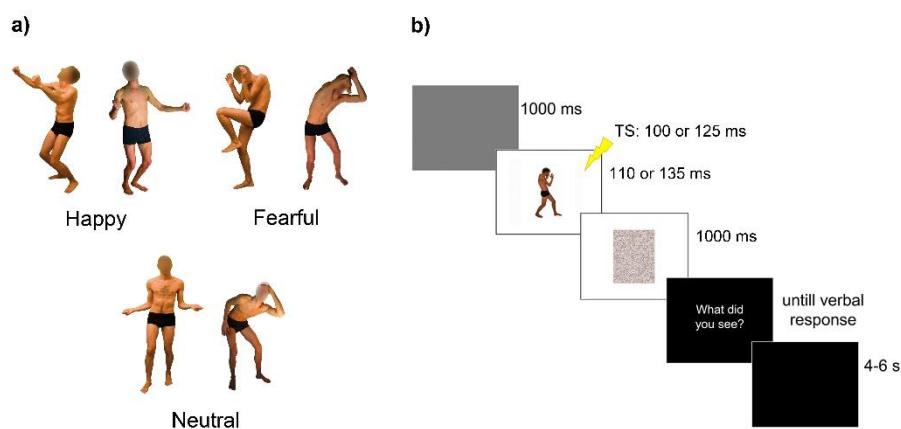 a)
Happy
Fearful
Neutral
b)
1000 ms
TS: 100 or 125 ms
110 or 135 ms
1000 ms
What did
you see?
untill verbal
response
4-6 s